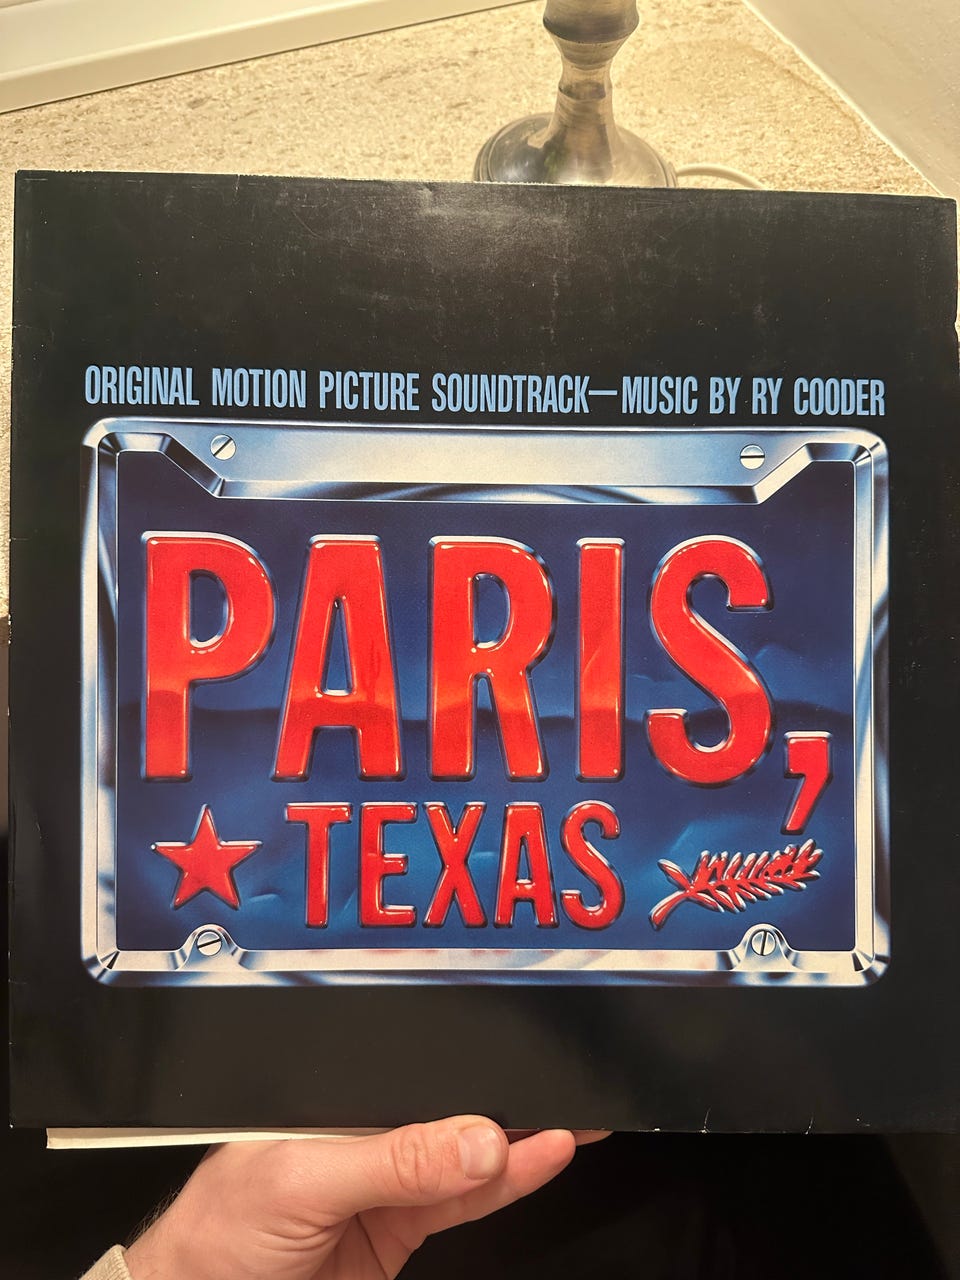 ORIGINAL MOTION PICTURE SOUNDTRACK—MUSIC BY RY COODER
PARIS,
TEXAS